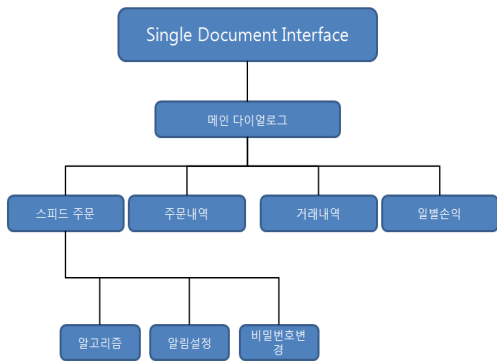 Single Document Interface
메인 다이얼로그
스피드 주문
주문내역
거래내역
일별손익
알고리즘
알림설정
비밀번호변
경